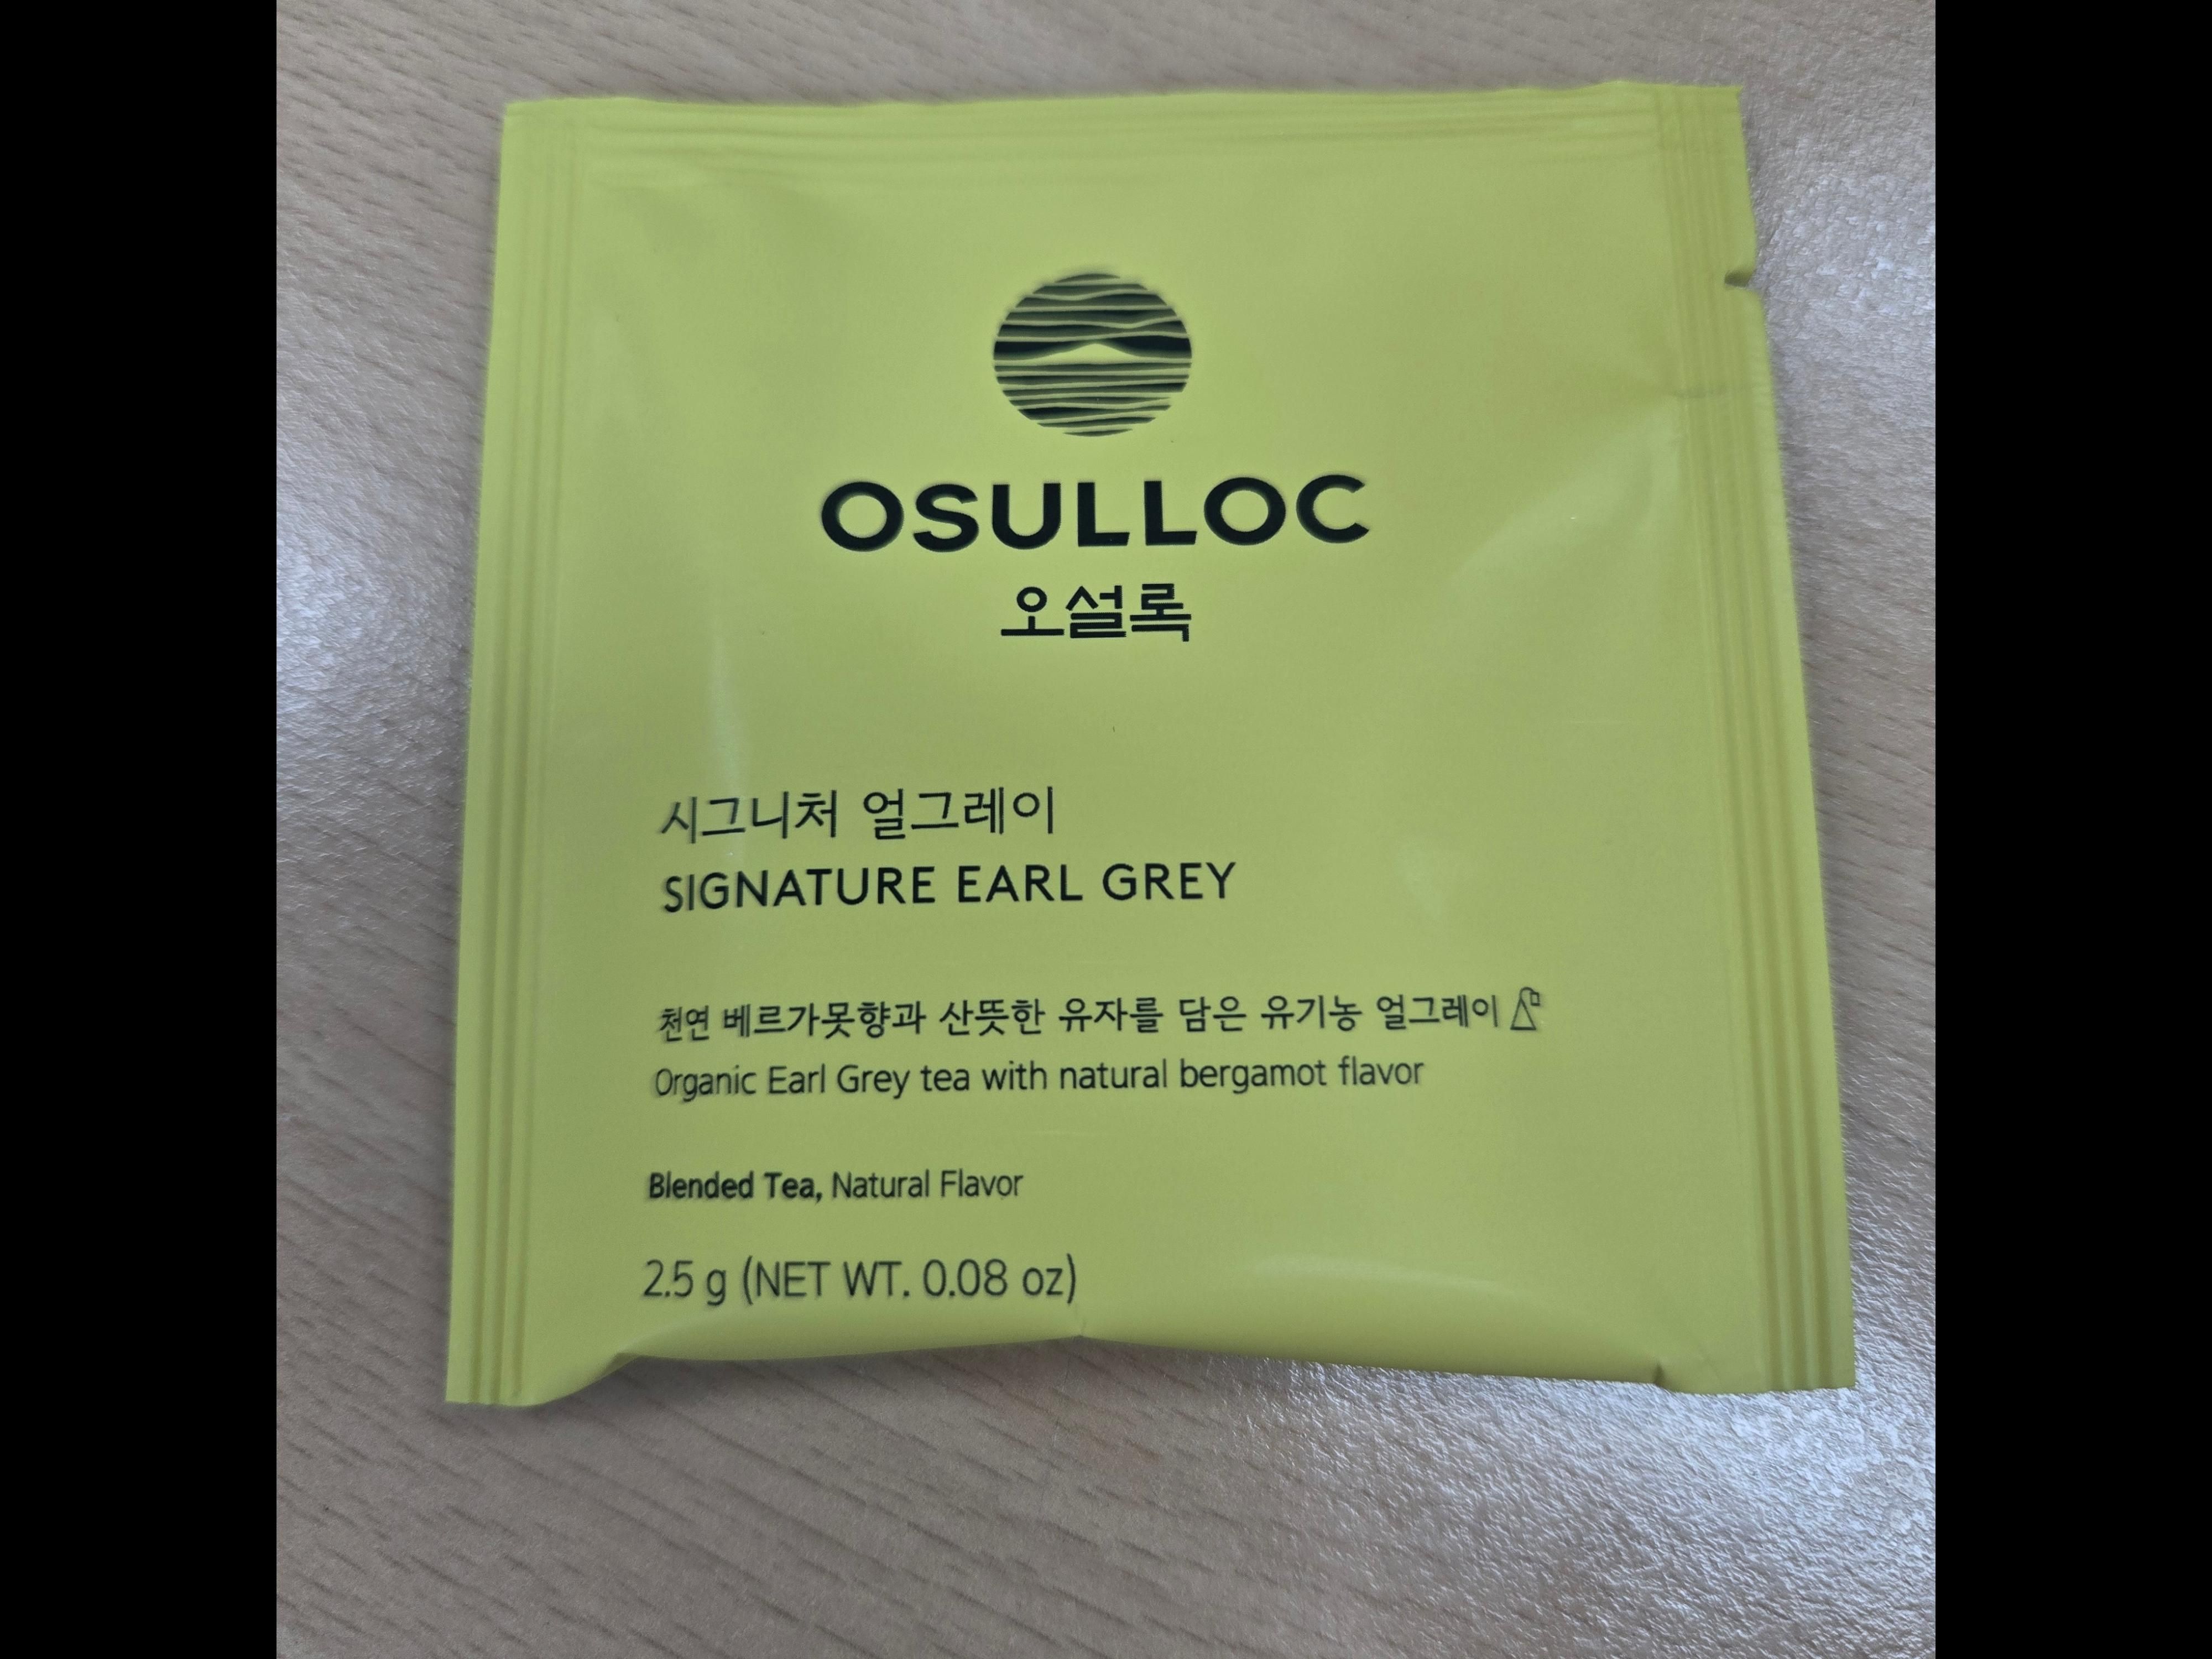 OSULLOC
오설록
시그니처 얼그레이
SIGNATURE EARL GREY
천연 베르가못향과 산뜻한 유자를 담은 유기농 얼그레이
Organic Earl Grey tea with natural bergamot flavor
Blended Tea, Natural Flavor
2.5 g (NET WT. 0.08 oz)